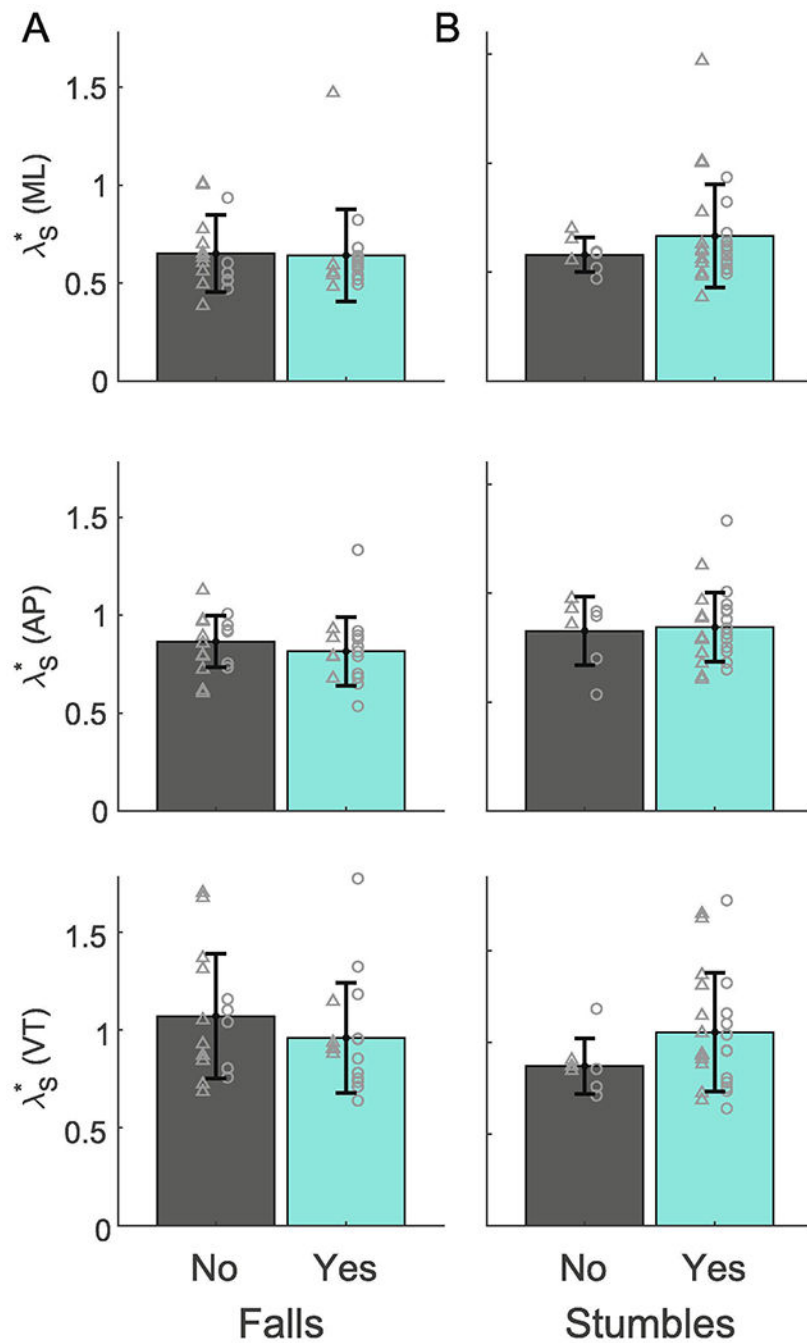 A
B
1.5
1
0.5
0
λ*S (ML)
1.5
1
0.5
0
λ*S (AP)
1.5
1
0.5
0
λ*S (VT)
No Yes
No Yes
Falls
Stumbles